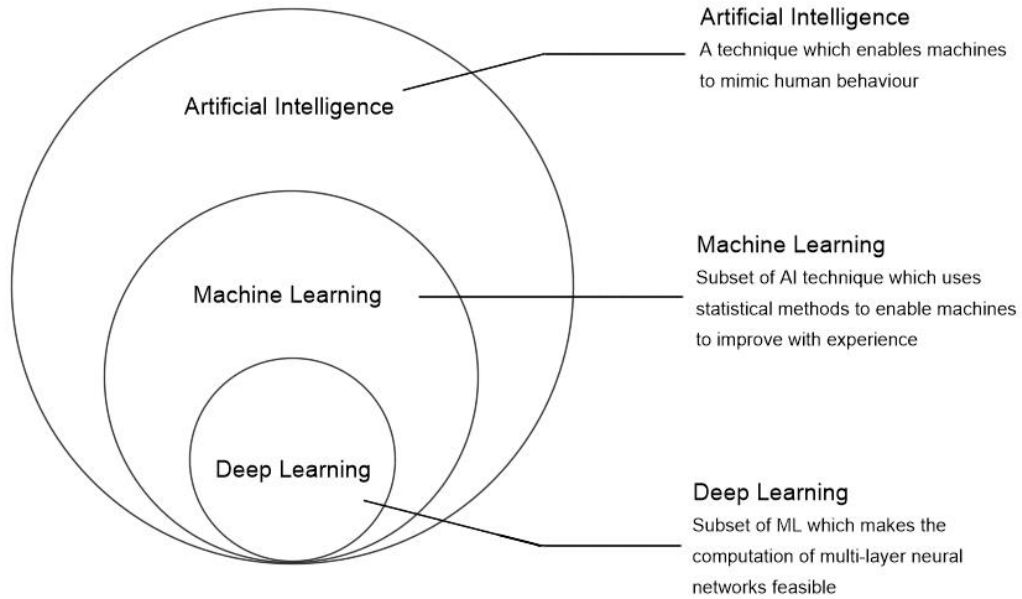 Artificial Intelligence
Machine Learning
Deep Learning
Artificial Intelligence
A technique which enables machines
to mimic human behaviour
Machine Learning
Subset of AI technique which uses
statistical methods to enable machines
to improve with experience
Deep Learning
Subset of ML which makes the
computation of multi-layer neural
networks feasible